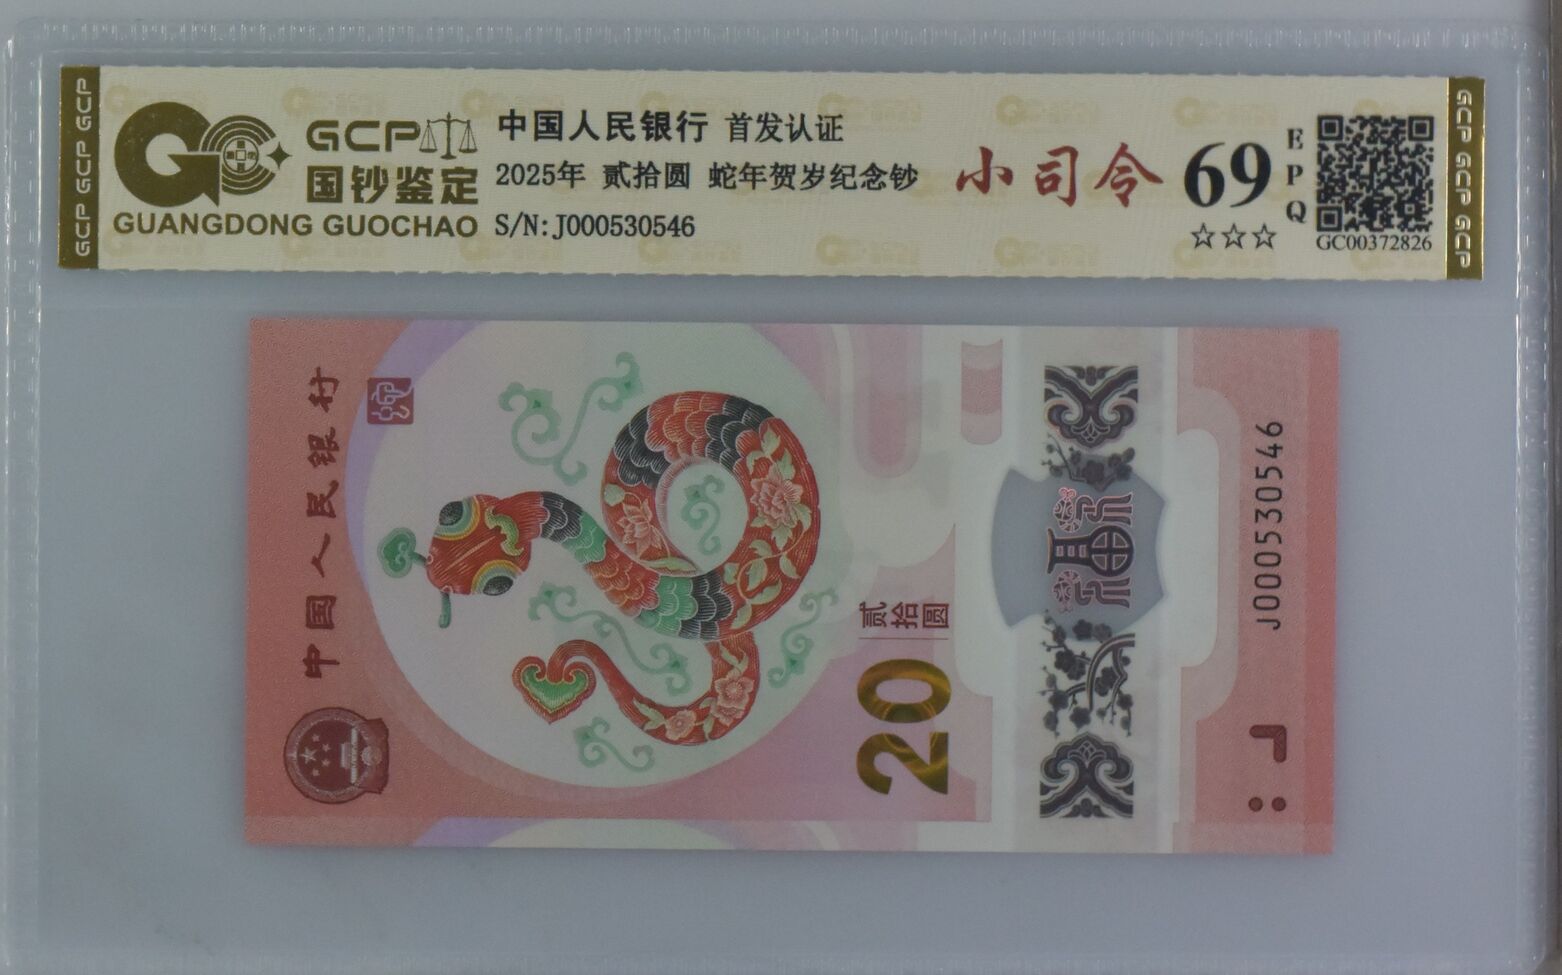 GCP GCP GCP
GCP
国钞鉴定
GUANGDONG GUOCHAO
中国人民银行 首发认证
2025年 贰拾圆 蛇年贺岁纪念钞
S/N:J000530546
小司令
69
EPQ
☆☆☆
GC00372826
GCP GCP GCP
中国人民银行
贰拾圆
20
福
J000530546